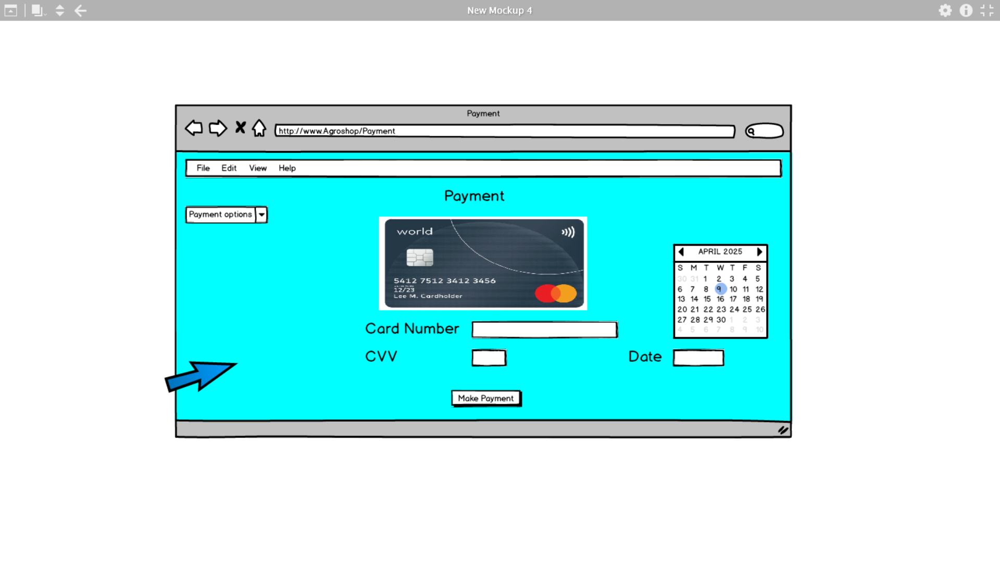 New Mockup 4
Payment
http://www.Agroshop/Payment
File Edit View Help
Payment
Payment options
world
5412 7512 3412 3456
12/23
Lee M. Cardholder
APRIL 2025
S M T W T F S
30 31 1 2 3 4 5
6 7 8 9 10 11 12
13 14 15 16 17 18 19
20 21 22 23 24 25 26
27 28 29 30 1 2 3
4 5 6 7 8 9 10
Card Number
CVV
Date
Make Payment